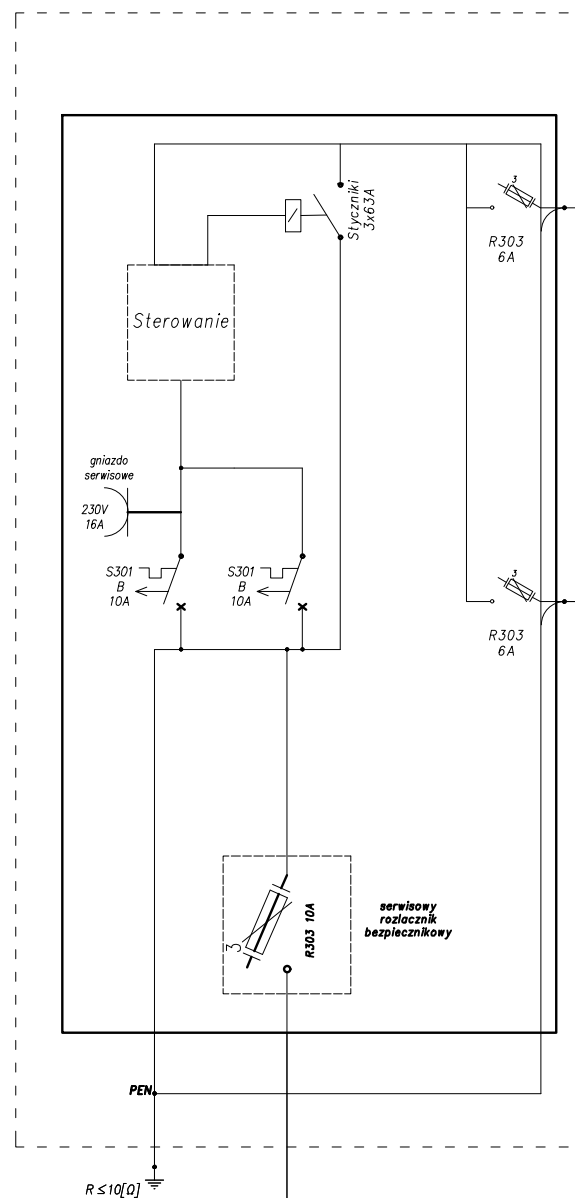 3
R303
6A
Styczniki
3x63A
Sterowanie
gniazdo
serwisowe
230V
16A
S301
B
10A
S301
B
10A
3
R303
6A
3
R303 10A
serwisowy
rozlacznik
bezpiecznikowy
PEN
R≤10[Ω]